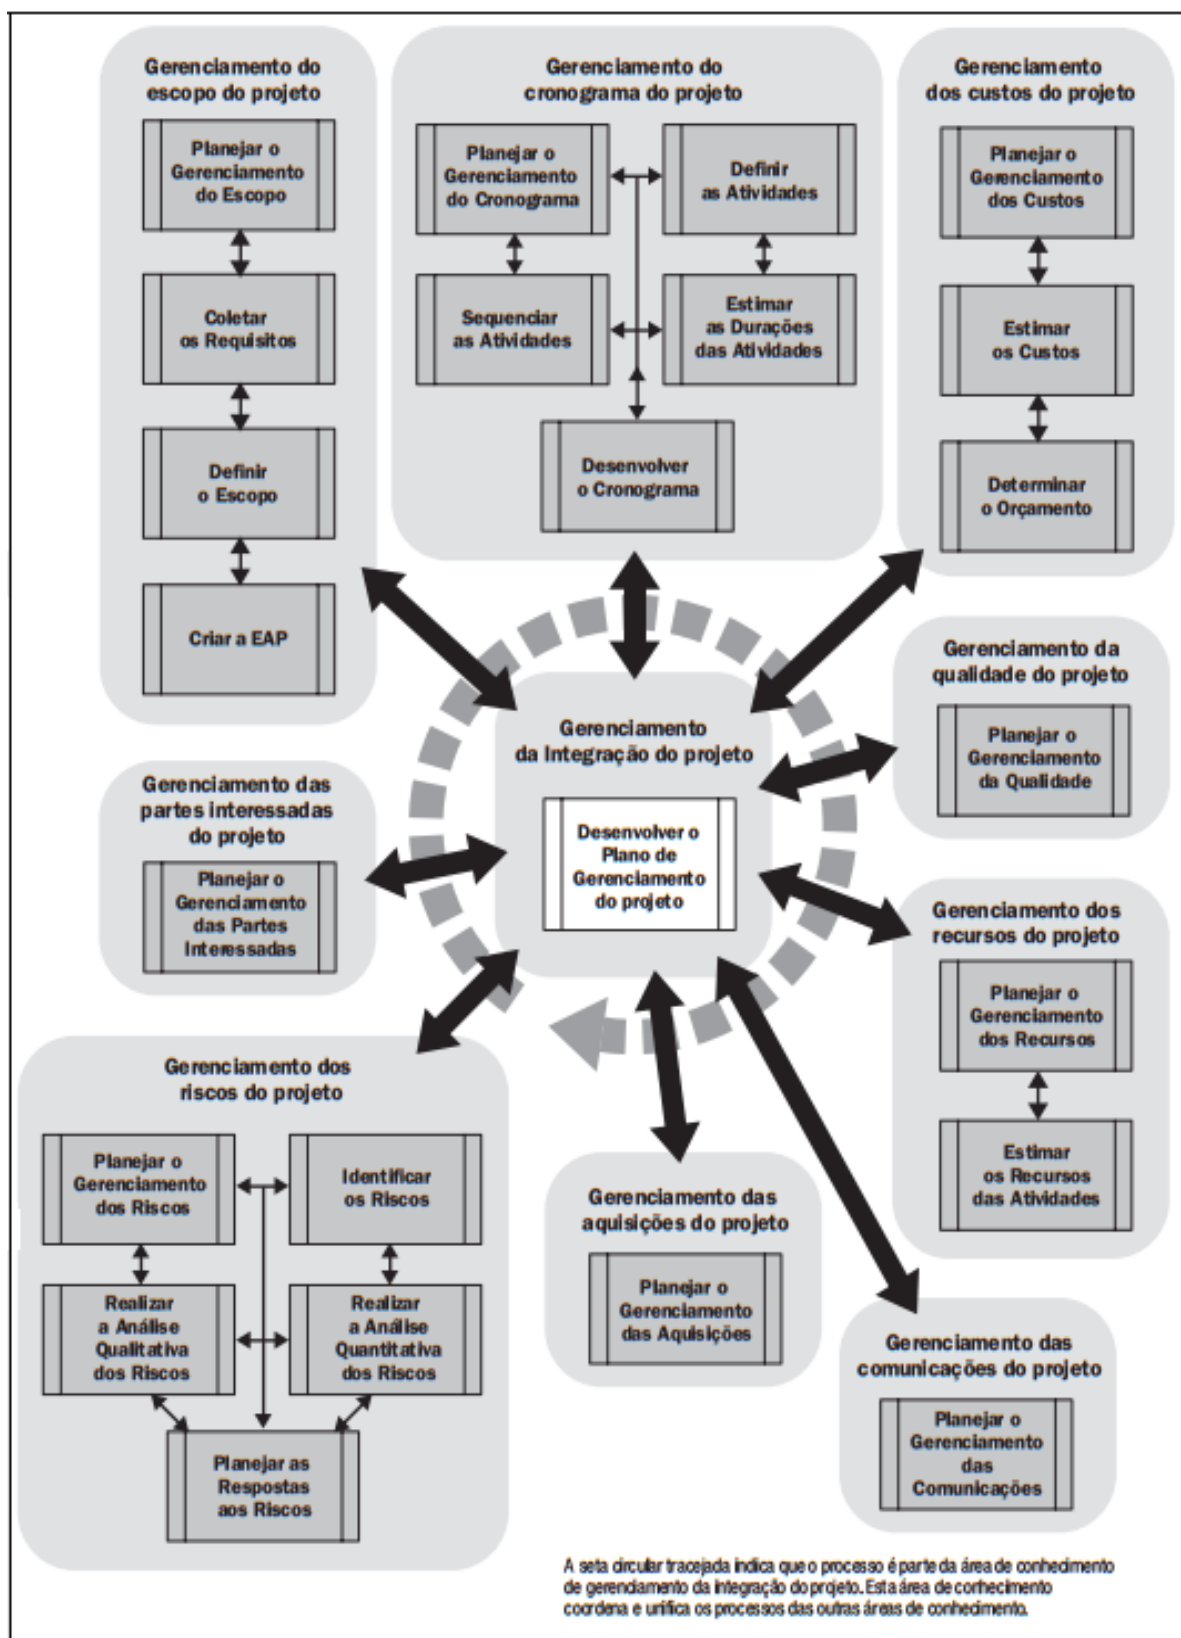 Gerenciamento do
escopo do projeto
Planejar o
Gerenciamento
do Escopo
Coletar
os Requisitos
Definir
o Escopo
Criar a EAP
Gerenciamento do
cronograma do projeto
Planejar o
Gerenciamento
do Cronograma
Definir
as Atividades
Sequenciar
as Atividades
Estimar
as Durações
das Atividades
Desenvolver
o Cronograma
Gerenciamento
dos custos do projeto
Planejar o
Gerenciamento
dos Custos
Estimar
os Custos
Determinar
o Orçamento
Gerenciamento da
qualidade do projeto
Planejar o
Gerenciamento
da Qualidade
Gerenciamento
da Integração do projeto
Desenvolver o
Plano de
Gerenciamento
do projeto
Gerenciamento das
partes interessadas
do projeto
Planejar o
Gerenciamento
das Partes
Interessadas
Gerenciamento dos
recursos do projeto
Planejar o
Gerenciamento
dos Recursos
Estimar
os Recursos
das Atividades
Gerenciamento dos
riscos do projeto
Planejar o
Gerenciamento
dos Riscos
Identificar
os Riscos
Realizar
a Análise
Qualitativa
dos Riscos
Realizar
a Análise
Quantitativa
dos Riscos
Planejar as
Respostas
aos Riscos
Gerenciamento das
aquisições do projeto
Planejar o
Gerenciamento
das Aquisições
Gerenciamento das
comunicações do projeto
Planejar o
Gerenciamento
das
Comunicações
A seta circular tracejada indica que o processo é parte da área de conhecimento
de gerenciamento da integração do projeto. Esta área de conhecimento
coordena e unifica os processos das outras áreas de conhecimento.